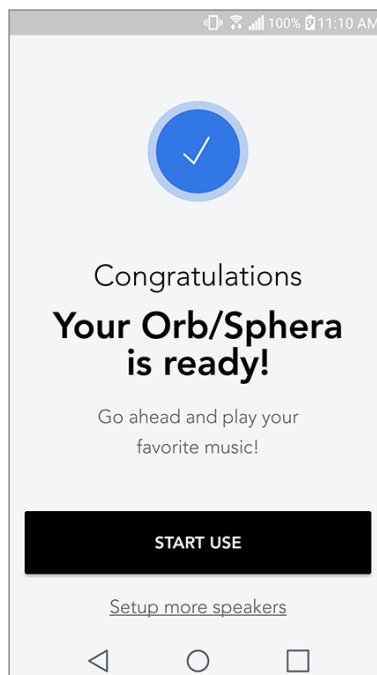 100% 11:10 AM
Congratulations
Your Orb/Sphera
is ready!
Go ahead and play your
favorite music!
START USE
Setup more speakers